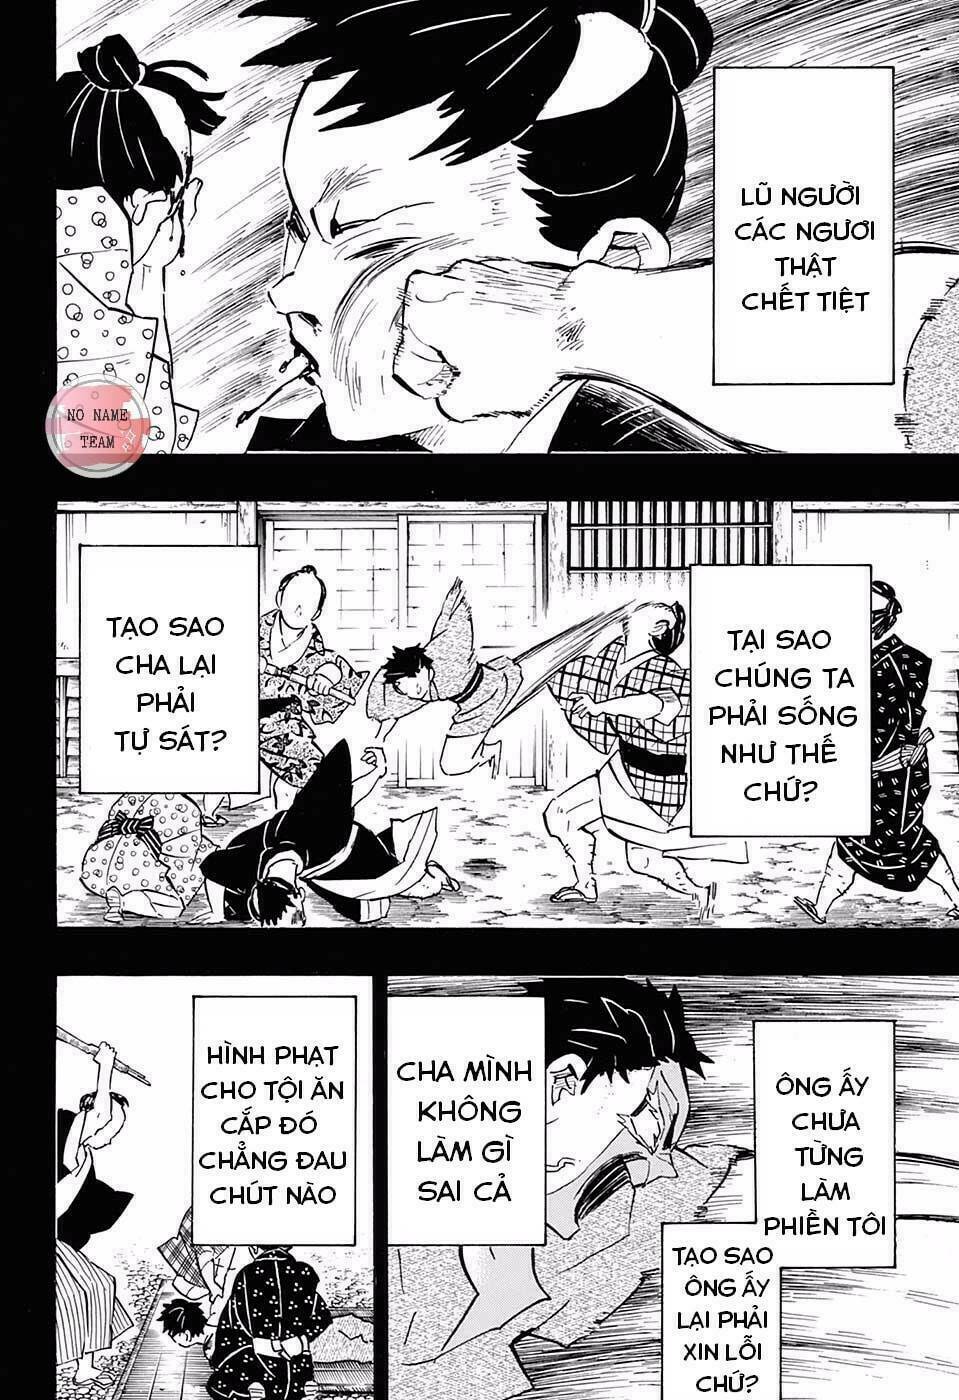 LŨ NGƯỜI
CÁC NGƯƠI
THẬT
CHẾT TIỆT
NO NAME
TEAM
TẠI SAO
CHÚNG TA
PHẢI SỐNG
NHƯ THẾ
CHỨ?
TẠO SAO
CHA LẠI
PHẢI
TỰ SÁT?
ÔNG ẤY
CHƯA
TỪNG LÀM
PHIỀN TÔI
TẠO SAO
ÔNG ẤY
LẠI PHẢI
XIN LỖI
CHỨ?
CHA MÌNH
KHÔNG
LÀM GÌ
SAI CẢ
HÌNH PHẠT
CHO TỘI ĂN
CẮP ĐÓ
CHẲNG ĐAU
CHÚT NÀO